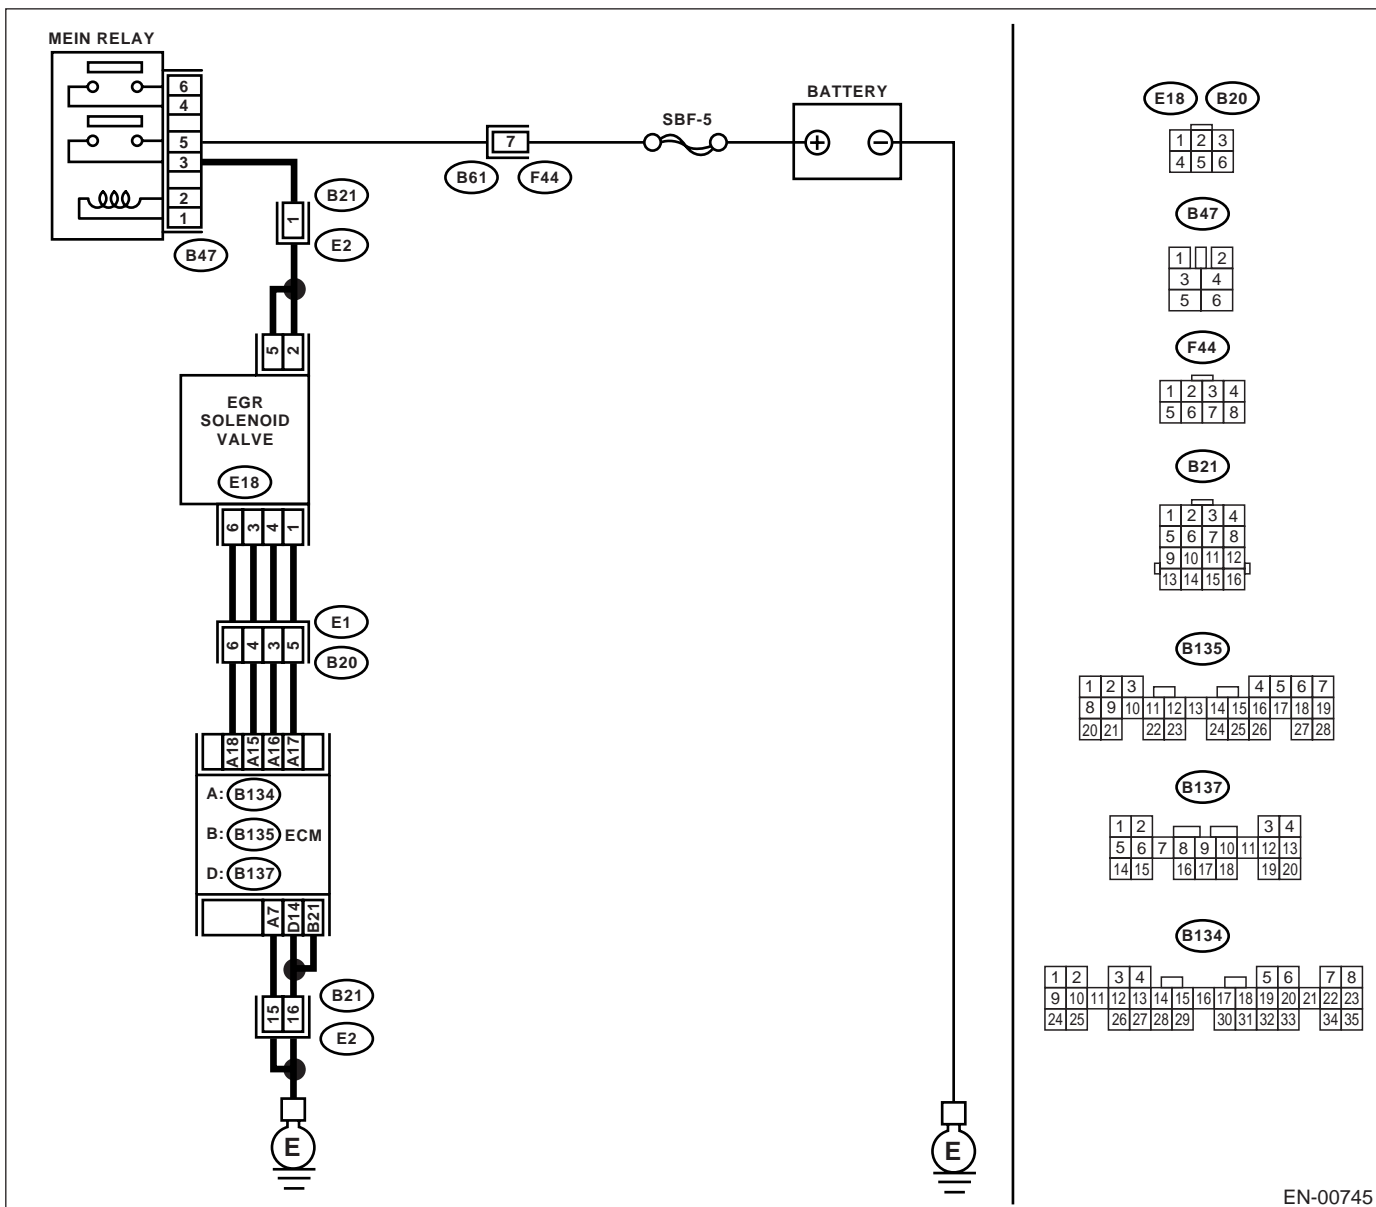 MEIN RELAY
6
4
5
3
2
1
B47
B21
1
E2
7
B61 F44
SBF-5
BATTERY
+ −
5 2
EGR
SOLENOID
VALVE
E18
6 3 4 1
E1
6 4 3 5
B20
A18 A15 A16 A17
A: B134
B: B135 ECM
D: B137
A7 D14 B21
B21
15 16
E2
E
E
E18 B20
1 2 3
4 5 6
B47
1 2
3 4
5 6
F44
1 2 3 4
5 6 7 8
B21
1 2 3 4
5 6 7 8
9 10 11 12
13 14 15 16
B135
1 2 3 4 5 6 7
8 9 10 11 12 13 14 15 16 17 18 19
20 21 22 23 24 25 26 27 28
B137
1 2 3 4
5 6 7 8 9 10 11 12 13
14 15 16 17 18 19 20
B134
1 2 3 4 5 6 7 8
9 10 11 12 13 14 15 16 17 18 19 20 21 22 23
24 25 26 27 28 29 30 31 32 33 34 35
EN-00745